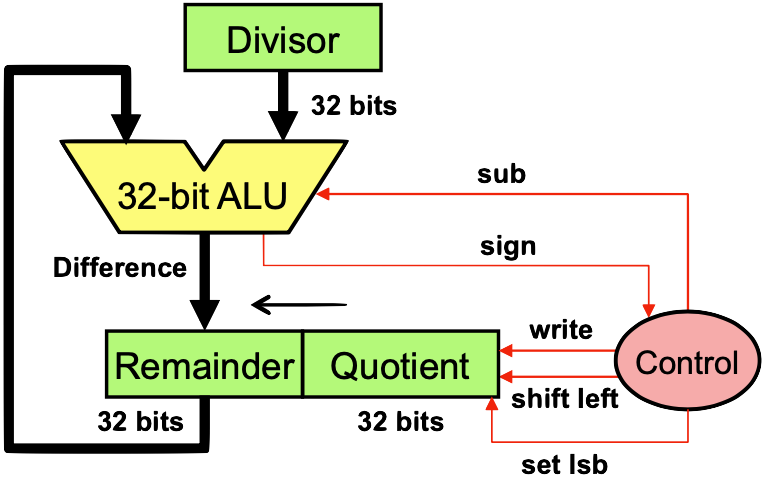 Divisor
32 bits
32-bit ALU
sub
sign
Difference
Remainder
Quotient
write
Control
shift left
32 bits
32 bits
set lsb